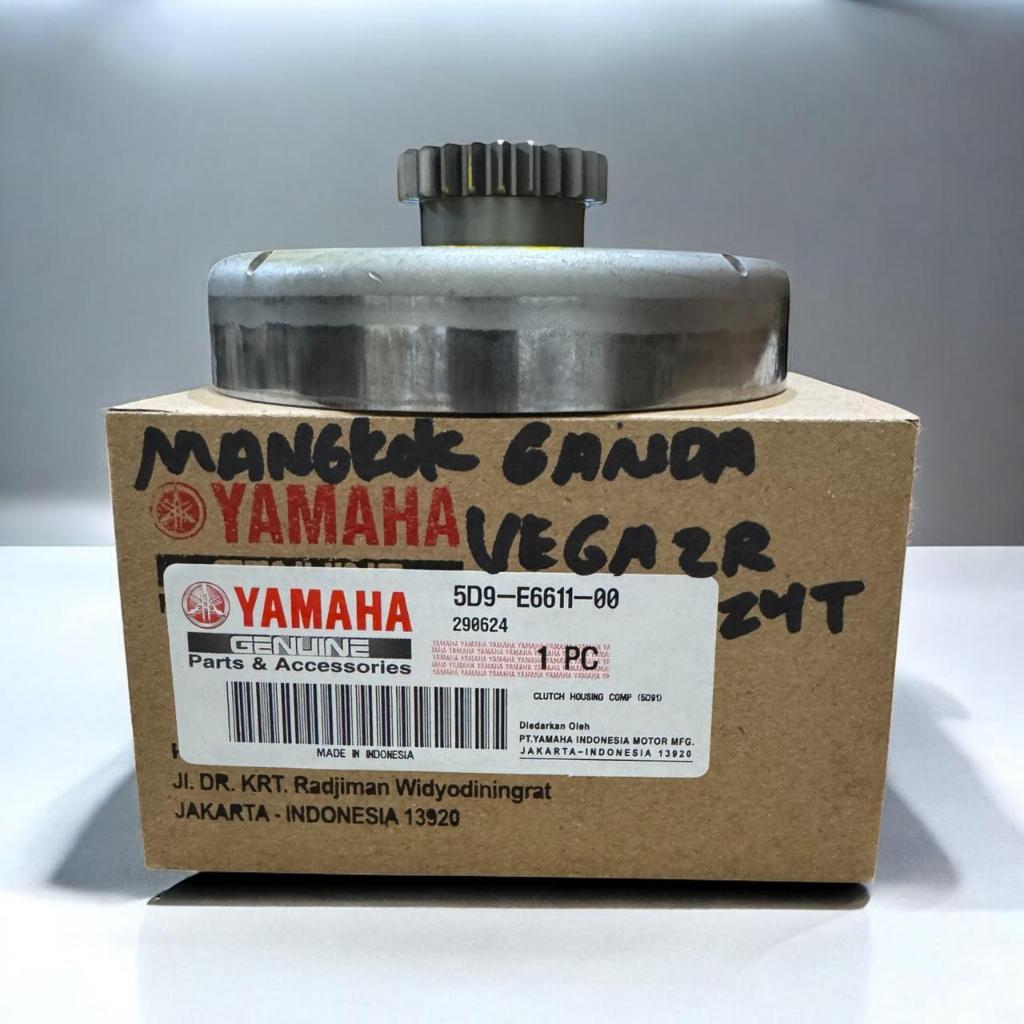 MANGKOK GANDA
YAMAHA
VEGA ZR
24T
YAMAHA
GENUINE
Parts & Accessories
5D9-E6611-00
290624
1 PC
CLUTCH HOUSING COMP (5D91)
Diedarkan Oleh
PT.YAMAHA INDONESIA MOTOR MFG.
JAKARTA-INDONESIA 13920
MADE IN INDONESIA
Jl. DR. KRT. Radjiman Widyodiningrat
JAKARTA - INDONESIA 13920